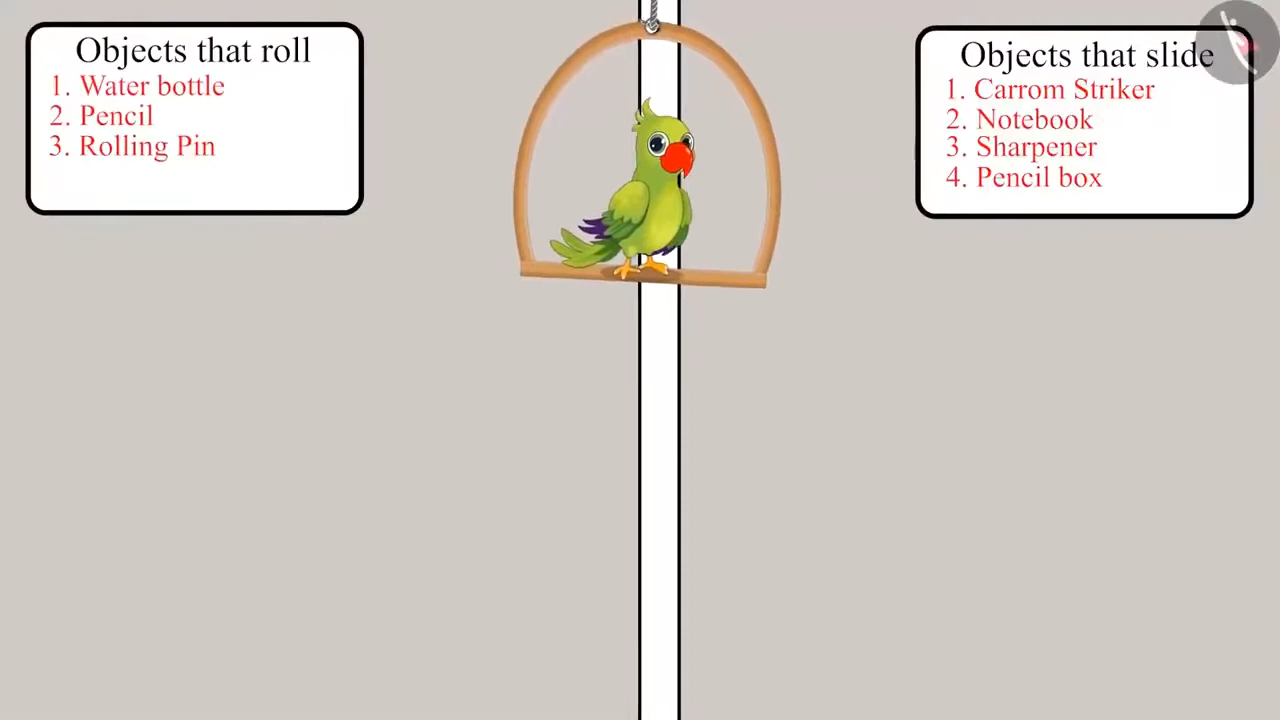 Objects that roll
1. Water bottle
2. Pencil
3. Rolling Pin
Objects that slide
1. Carrom Striker
2. Notebook
3. Sharpener
4. Pencil box